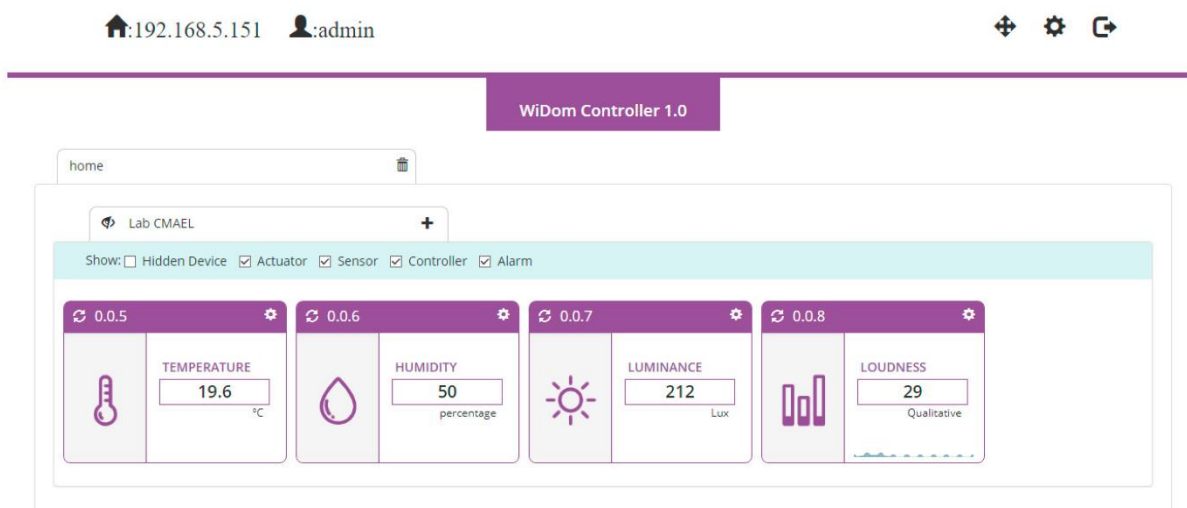 :192.168.5.151 :admin
WiDom Controller 1.0
home
Lab CMAEL
Show: Hidden Device Actuator Sensor Controller Alarm
0.0.5
TEMPERATURE
19.6
°C
0.0.6
HUMIDITY
50
percentage
0.0.7
LUMINANCE
212
Lux
0.0.8
LOUDNESS
29
Qualitative